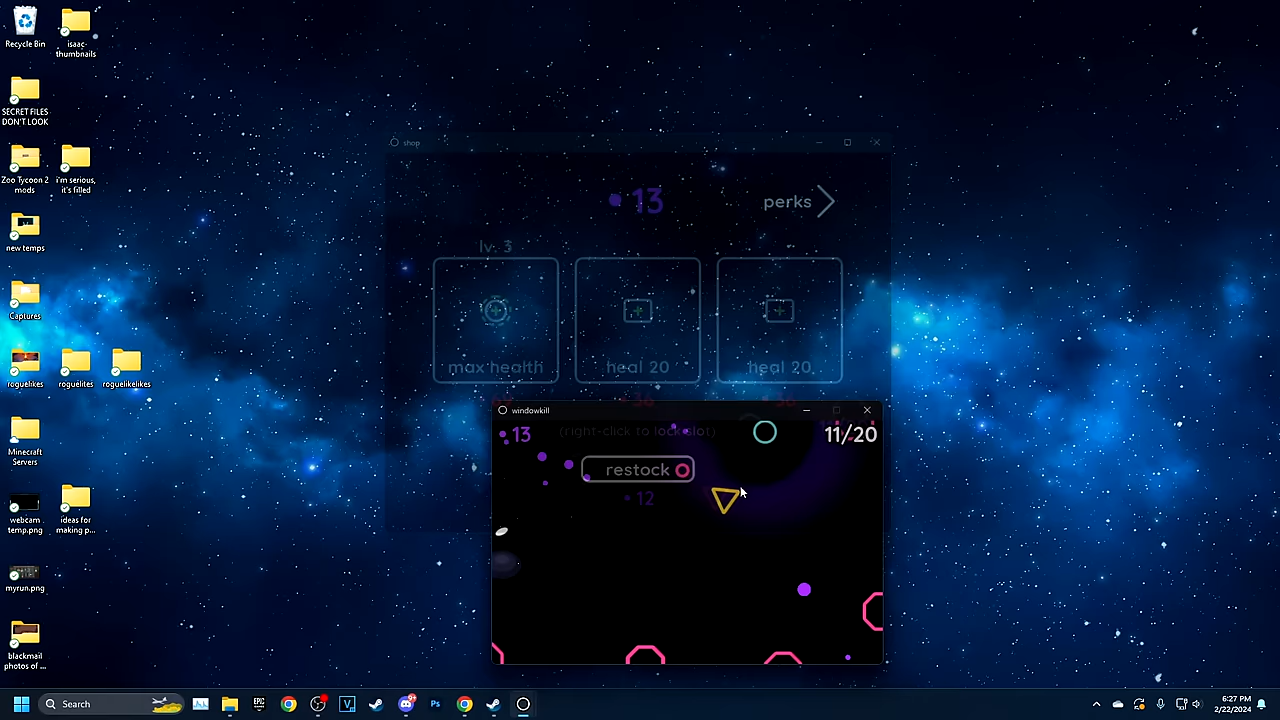 Recycle Bin
isaac-
thumbnails
SECRET FILES
DON'T LOOK
Zoo Tycoon 2
mods
i'm serious,
it's filled
new temps
Captures
roguelikes
roguelites
roguelikelikes
Minecraft
Servers
webcam
temp.png
ideas for
making p...
myrun.png
blackmail
photos of ...
shop
13
perks
lv. 3
max health
heal 20
heal 20
36
36
windowkill
13
(right-click to lock slot)
11/20
restock
12
Search
6:27 PM
2/22/2024